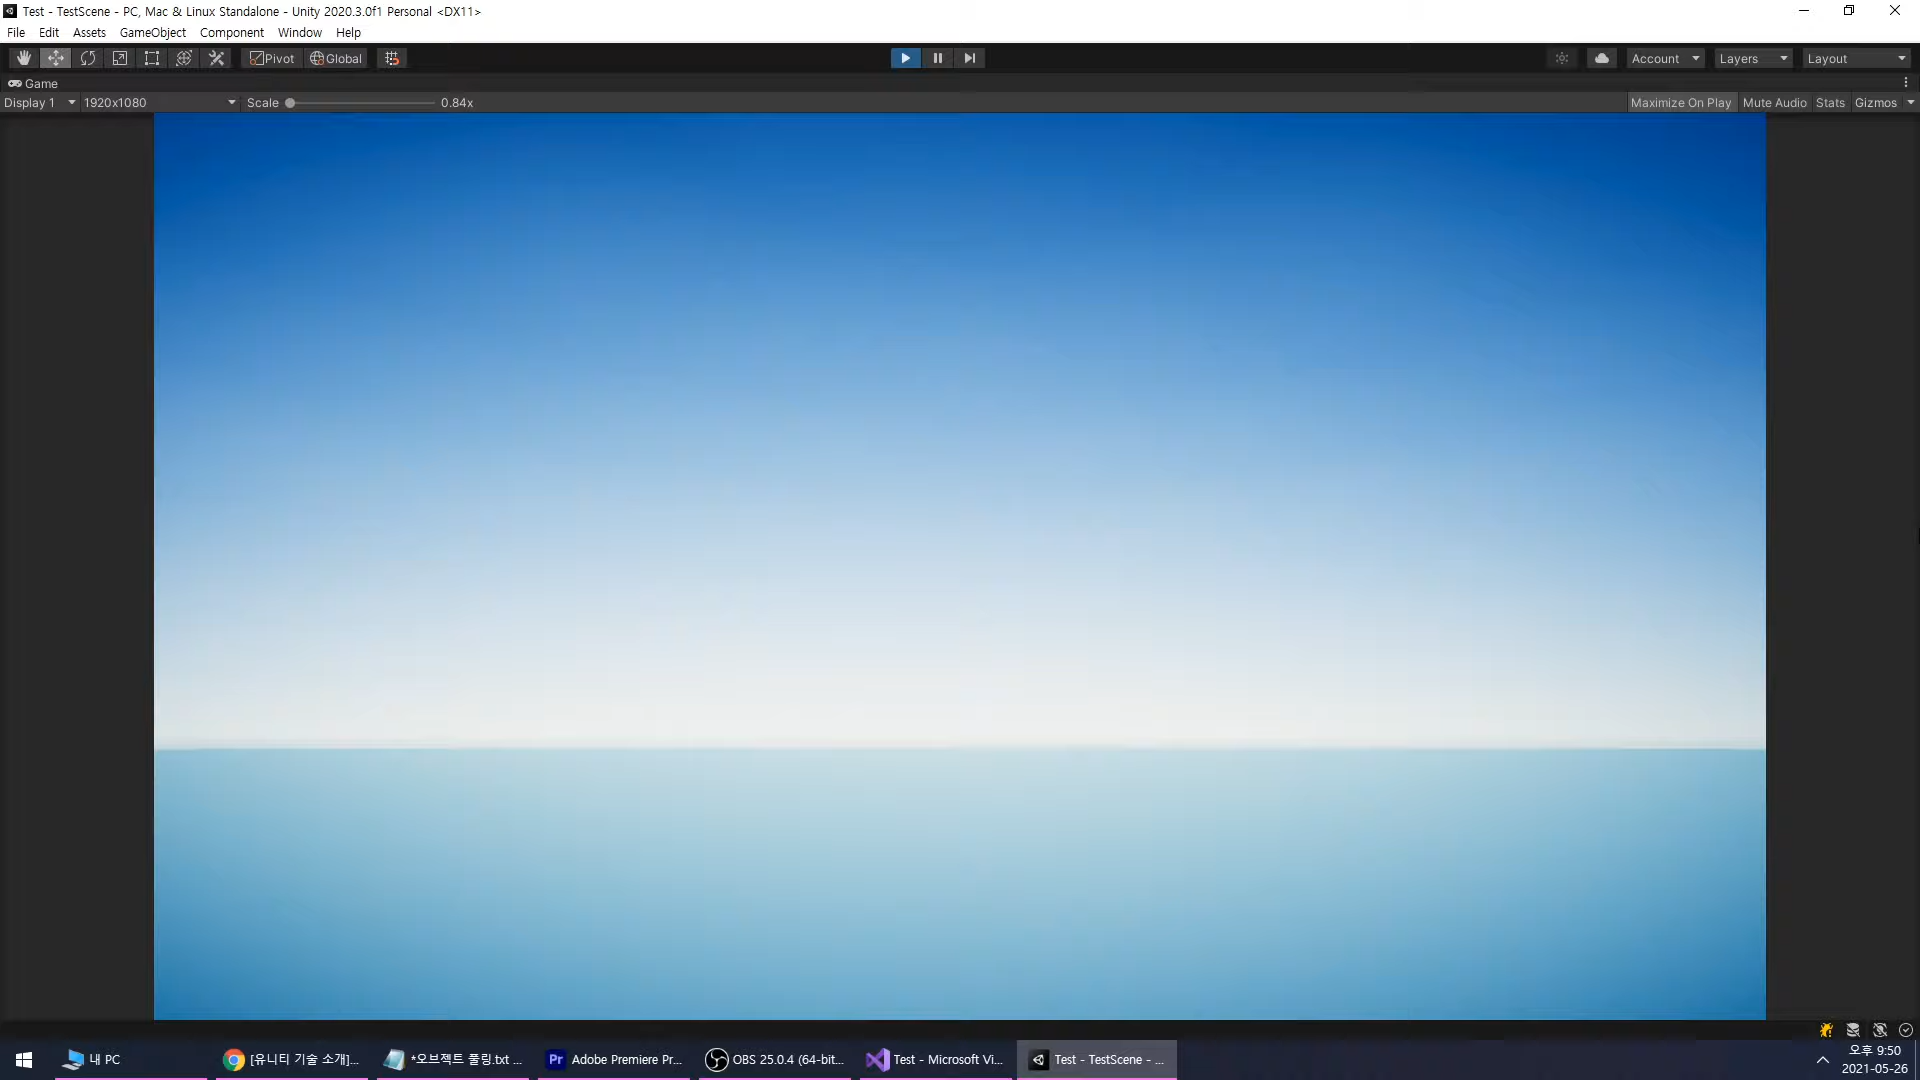 Test - TestScene - PC, Mac & Linux Standalone - Unity 2020.3.0f1 Personal <DX11>
File Edit Assets GameObject Component Window Help
Pivot Global Account Layers Layout
Game
Display 1 1920x1080 Scale 0.84x Maximize On Play Mute Audio Stats Gizmos
내 PC [유니티 기술 소개]... *오브젝트 풀링.txt ... Pr Adobe Premiere Pr... OBS 25.0.4 (64-bit... Test - Microsoft Vi... Test - TestScene - ... 오후 9:50
2021-05-26